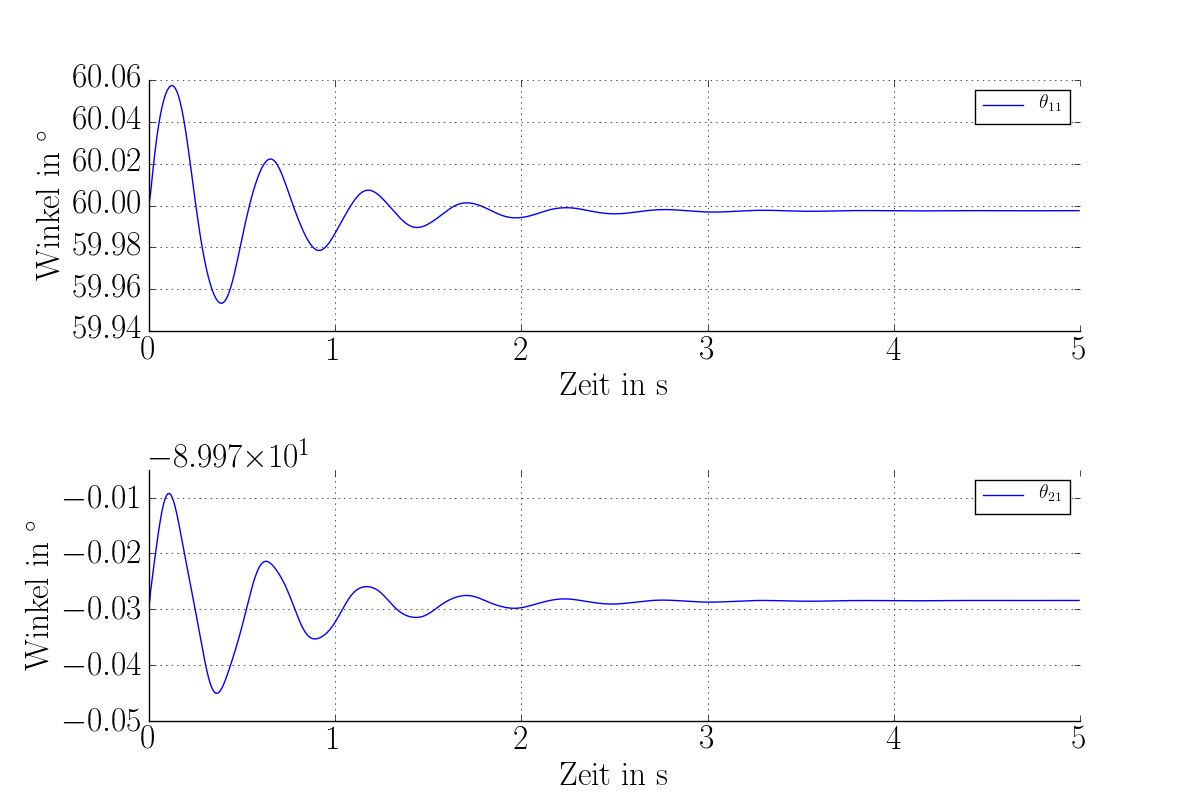 60.06
60.04
60.02
60.00
59.98
59.96
59.94
Winkel in °
θ₁₁
0 1 2 3 4 5
Zeit in s
−8.997×10¹
−0.01
−0.02
−0.03
−0.04
−0.05
Winkel in °
θ₂₁
0 1 2 3 4 5
Zeit in s